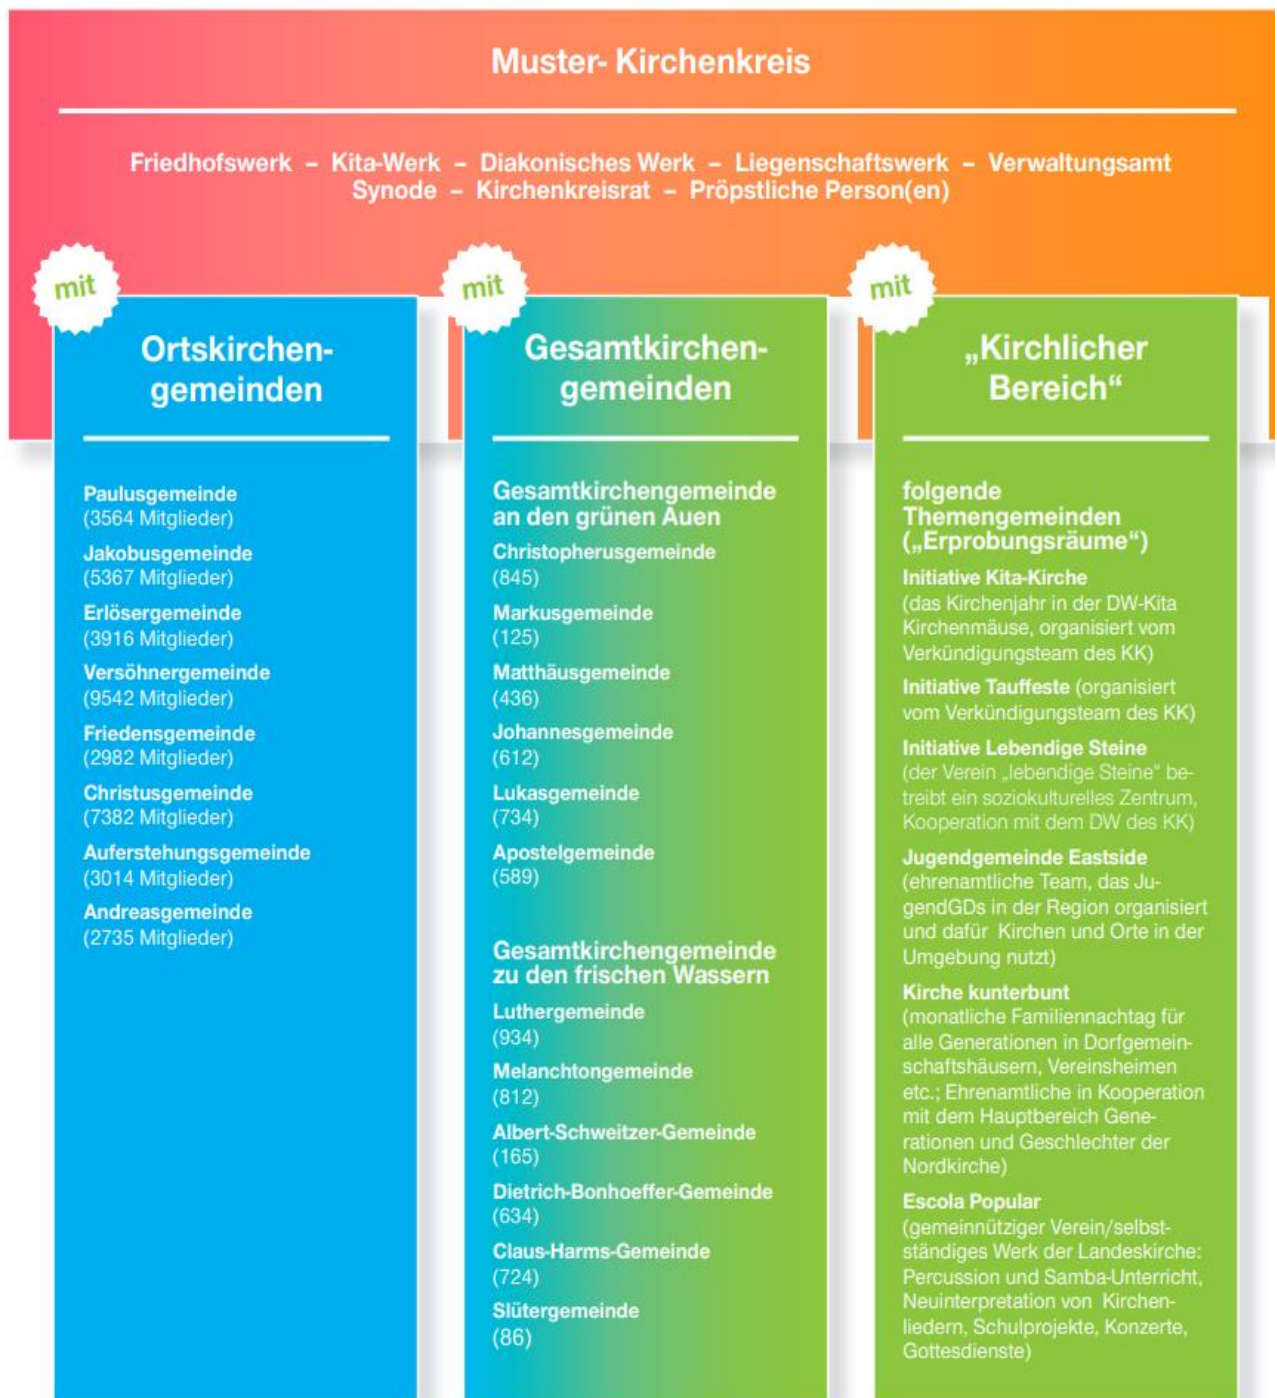 Muster- Kirchenkreis
Friedhofswerk – Kita-Werk – Diakonisches Werk – Liegenschaftswerk – Verwaltungsamt
Synode – Kirchenkreisrat – Pröpstliche Person(en)
mit
Ortskirchen-
gemeinden
Paulusgemeinde
(3564 Mitglieder)
Jakobusgemeinde
(5367 Mitglieder)
Erlösergemeinde
(3916 Mitglieder)
Versöhnergemeinde
(9542 Mitglieder)
Friedensgemeinde
(2982 Mitglieder)
Christusgemeinde
(7382 Mitglieder)
Auferstehungsgemeinde
(3014 Mitglieder)
Andreasgemeinde
(2735 Mitglieder)
mit
Gesamtkirchen-
gemeinden
Gesamtkirchengemeinde
an den grünen Auen
Christopherusgemeinde
(845)
Markusgemeinde
(125)
Matthäusgemeinde
(436)
Johannesgemeinde
(612)
Lukasgemeinde
(734)
Apostelgemeinde
(589)
Gesamtkirchengemeinde
zu den frischen Wassern
Luthergemeinde
(934)
Melanchtongemeinde
(812)
Albert-Schweitzer-Gemeinde
(165)
Dietrich-Bonhoeffer-Gemeinde
(634)
Claus-Harms-Gemeinde
(724)
Slütergemeinde
(86)
mit
„Kirchlicher
Bereich“
folgende
Themengemeinden
(„Erprobungsräume“)
Initiative Kita-Kirche
(das Kirchenjahr in der DW-Kita
Kirchenmäuse, organisiert vom
Verkündigungsteam des KK)
Initiative Tauffeste (organisiert
vom Verkündigungsteam des KK)
Initiative Lebendige Steine
(der Verein „lebendige Steine“ be-
treibt ein soziokulturelles Zentrum,
Kooperation mit dem DW des KK)
Jugendgemeinde Eastside
(ehrenamtliche Team, das Ju-
gendGDs in der Region organisiert
und dafür Kirchen und Orte in der
Umgebung nutzt)
Kirche kunterbunt
(monatliche Familiennachtag für
alle Generationen in Dorfgemein-
schaftshäusern, Vereinsheimen
etc.; Ehrenamtliche in Kooperation
mit dem Hauptbereich Gene-
rationen und Geschlechter der
Nordkirche)
Escola Popular
(gemeinnütziger Verein/selbst-
ständiges Werk der Landeskirche:
Percussion und Samba-Unterricht,
Neuinterpretation von Kirchen-
liedern, Schulprojekte, Konzerte,
Gottesdienste)